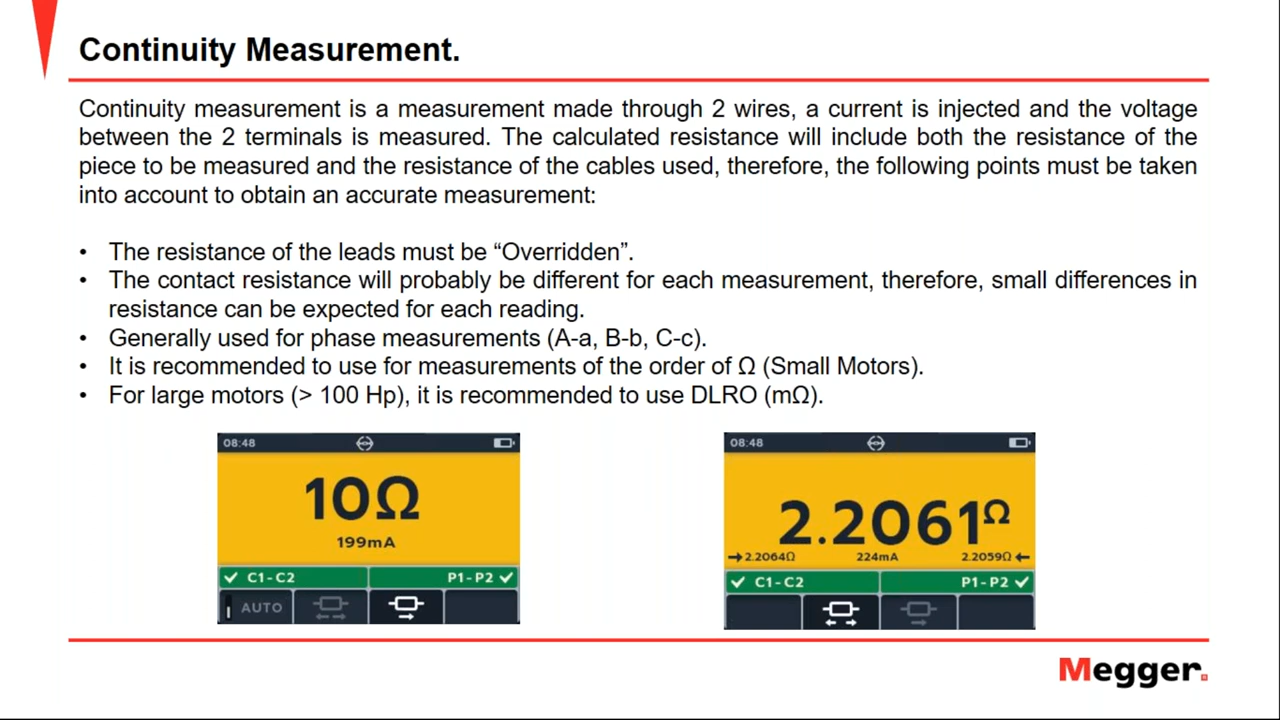 Continuity Measurement.
Continuity measurement is a measurement made through 2 wires, a current is injected and the voltage
between the 2 terminals is measured. The calculated resistance will include both the resistance of the
piece to be measured and the resistance of the cables used, therefore, the following points must be taken
into account to obtain an accurate measurement:
• The resistance of the leads must be “Overridden”.
• The contact resistance will probably be different for each measurement, therefore, small differences in
resistance can be expected for each reading.
• Generally used for phase measurements (A-a, B-b, C-c).
• It is recommended to use for measurements of the order of Ω (Small Motors).
• For large motors (> 100 Hp), it is recommended to use DLRO (mΩ).
08:48
10Ω
199mA
C1-C2 P1-P2
AUTO
08:48
2.2061Ω
2.2064Ω 224mA 2.2059Ω
C1-C2 P1-P2
Megger.